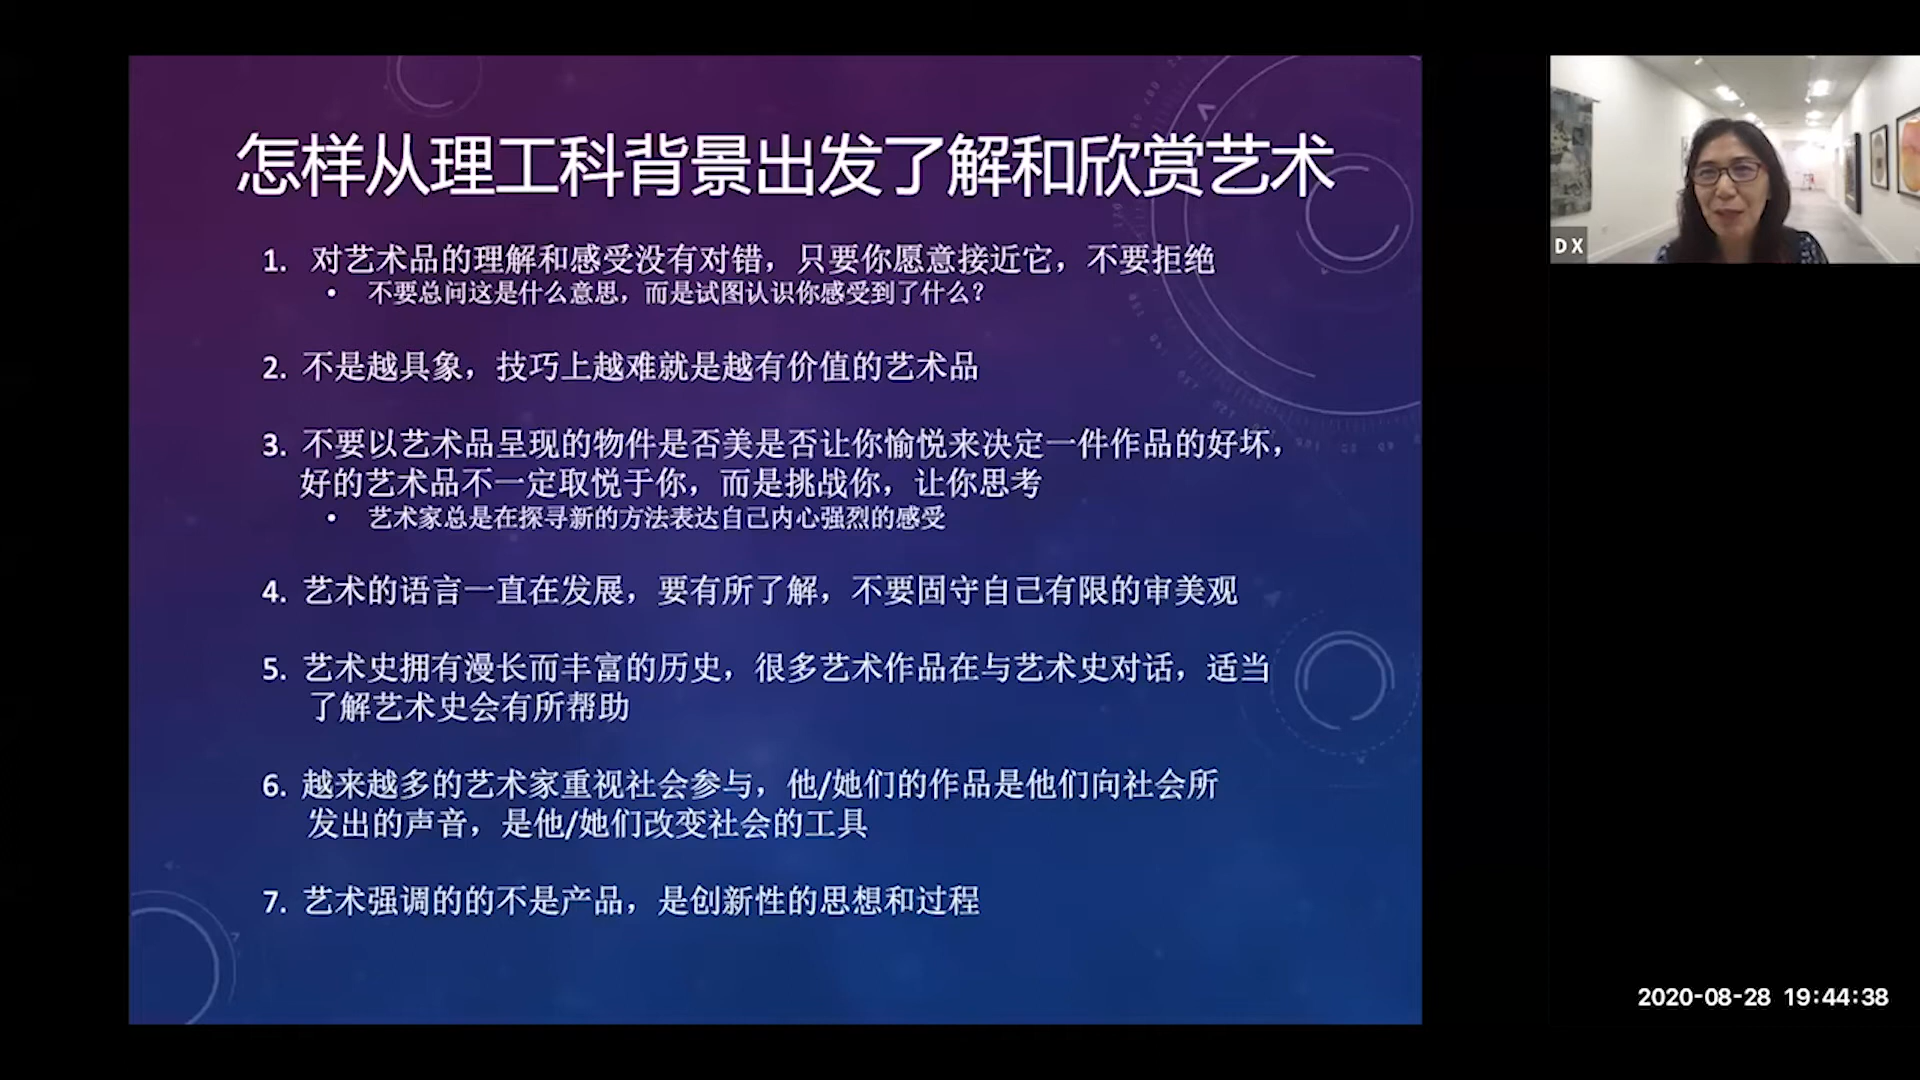 怎样从理工科背景出发了解和欣赏艺术
1. 对艺术品的理解和感受没有对错，只要你愿意接近它，不要拒绝
• 不要总问这是什么意思，而是试图认识你感受到了什么？
2. 不是越具象，技巧上越难就是越有价值的艺术品
3. 不要以艺术品呈现的物件是否美是否让你愉悦来决定一件作品的好坏，
好的艺术品不一定取悦于你，而是挑战你，让你思考
• 艺术家总是在探寻新的方法表达自己内心强烈的感受
4. 艺术的语言一直在发展，要有所了解，不要固守自己有限的审美观
5. 艺术史拥有漫长而丰富的历史，很多艺术作品在与艺术史对话，适当
了解艺术史会有所帮助
6. 越来越多的艺术家重视社会参与，他/她们的作品是他们向社会所
发出的声音，是他/她们改变社会的工具
7. 艺术强调的的不是产品，是创新性的思想和过程
D X
2020-08-28 19:44:38